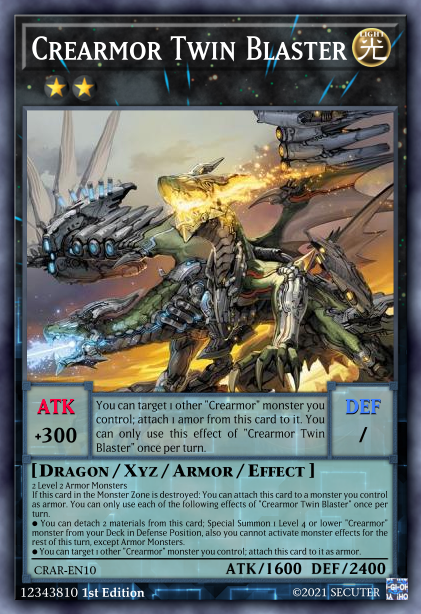 Crearmor Twin Blaster
LIGHT
光
ATK
+300
You can target 1 other "Crearmor" monster you
control; attach 1 amor from this card to it. You
can only use this effect of "Crearmor Twin
Blaster" once per turn.
DEF
/
[Dragon / Xyz / Armor / Effect ]
2 Level 2 Armor Monsters
If this card in the Monster Zone is destroyed: You can attach this card to a monster you control
as armor. You can only use each of the following effects of "Crearmor Twin Blaster" once per
turn.
● You can detach 2 materials from this card; Special Summon 1 Level 4 or lower "Crearmor"
monster from your Deck in Defense Position, also you cannot activate monster effects for the
rest of this turn, except Armor Monsters.
● You can target 1 other "Crearmor" monster you control; attach this card to it as armor.
CRAR-EN10
ATK/1600 DEF/2400
12343810 1st Edition
©2021 SECUTER